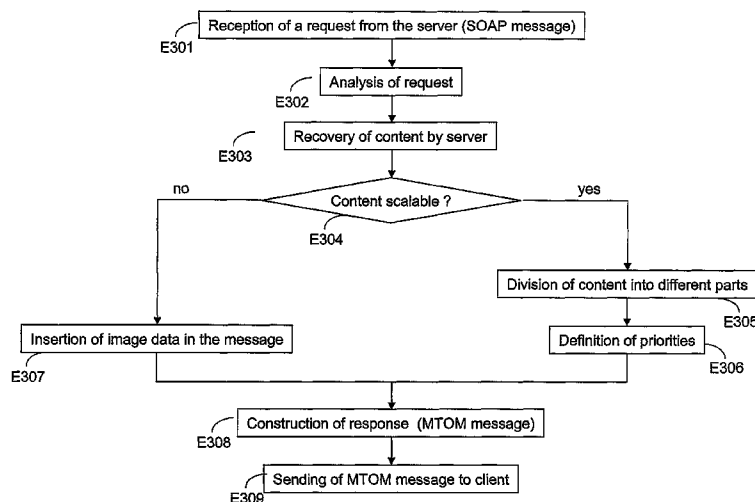 Reception of a request from the server (SOAP message)
E301
Analysis of request
E302
Recovery of content by server
E303
no
yes
Content scalable ?
E304
Division of content into different parts
E305
Insertion of image data in the message
E307
Definition of priorities
E306
Construction of response (MTOM message)
E308
Sending of MTOM message to client
E309